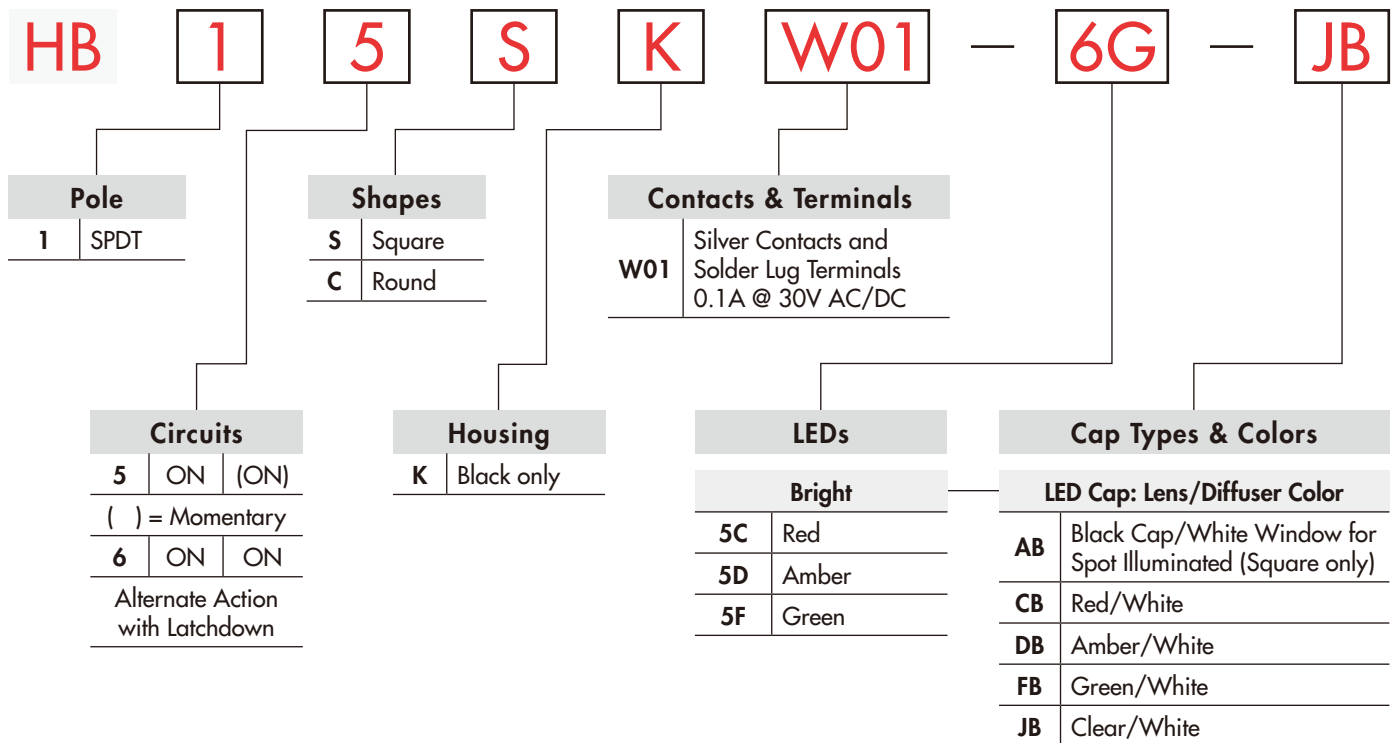 HB 1 5 S K W01 — 6G — JB
Pole
1 SPDT
Shapes
S Square
C Round
Contacts & Terminals
W01
Silver Contacts and
Solder Lug Terminals
0.1A @ 30V AC/DC
Circuits
5 ON (ON)
( ) = Momentary
6 ON ON
Alternate Action
with Latchdown
Housing
K Black only
LEDs
Bright
5C Red
5D Amber
5F Green
Cap Types & Colors
LED Cap: Lens/Diffuser Color
AB
Black Cap/White Window for
Spot Illuminated (Square only)
CB Red/White
DB Amber/White
FB Green/White
JB Clear/White